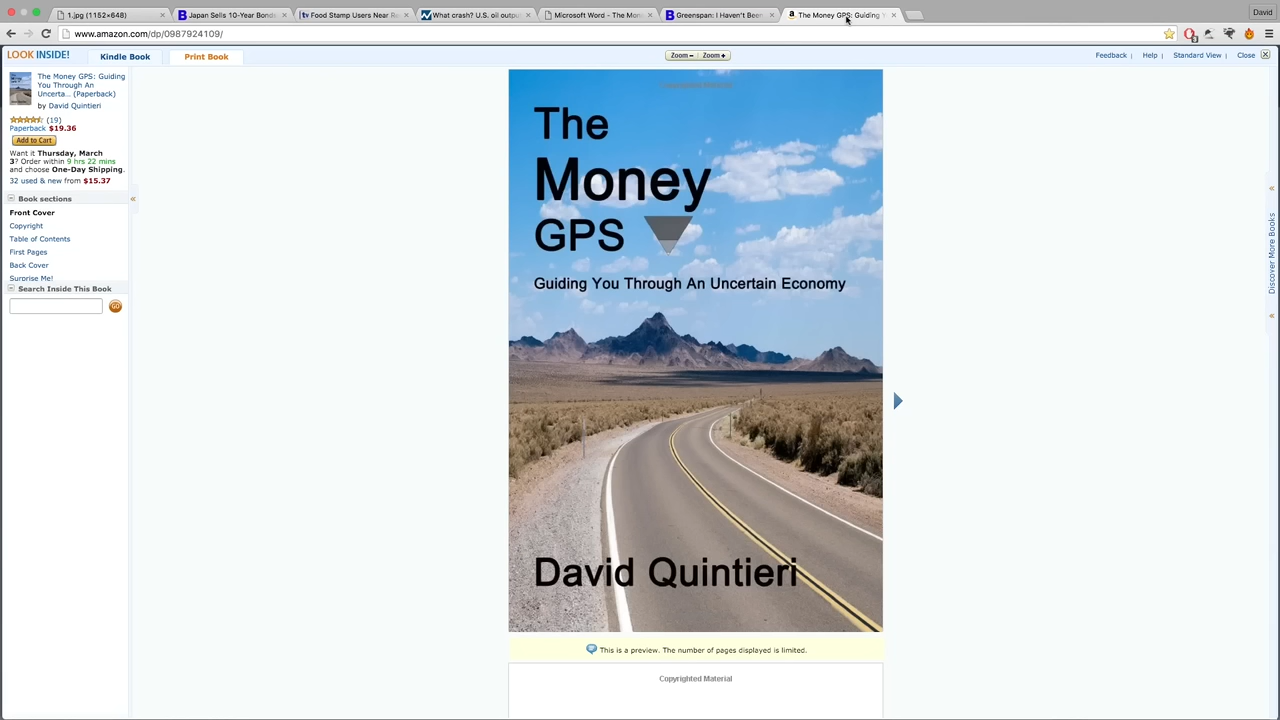 1.jpg (1152×648)
Japan Sells 10-Year Bonds
Food Stamp Users Near R
What crash? U.S. oil outpu
Microsoft Word - The Mon
Greenspan: I Haven't Been
The Money GPS: Guiding Y
David
www.amazon.com/dp/0987924109/
LOOK INSIDE!
Kindle Book
Print Book
Zoom −
Zoom +
Feedback
Help
Standard View
Close
The Money GPS: Guiding
You Through An
Uncerta... (Paperback)
by David Quintieri
(19)
Paperback $19.36
Add to Cart
Want it Thursday, March
3? Order within 9 hrs 22 mins
and choose One-Day Shipping.
32 used & new from $15.37
Book sections
Front Cover
Copyright
Table of Contents
First Pages
Back Cover
Surprise Me!
Search Inside This Book
GO
The
Money
GPS
Guiding You Through An Uncertain Economy
David Quintieri
This is a preview. The number of pages displayed is limited.
Copyrighted Material
Discover More Books